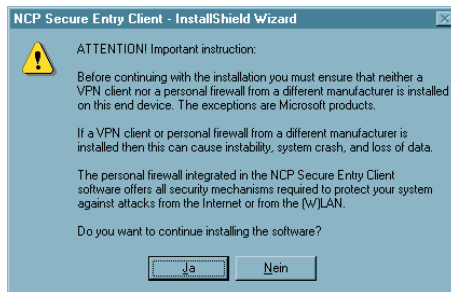 NCP Secure Entry Client - InstallShield Wizard
ATTENTION! Important instruction:
Before continuing with the installation you must ensure that neither a
VPN client nor a personal firewall from a different manufacturer is installed
on this end device. The exceptions are Microsoft products.
If a VPN client or personal firewall from a different manufacturer is
installed then this can cause instability, system crash, and loss of data.
The personal firewall integrated in the NCP Secure Entry Client
software offers all security mechanisms required to protect your system
against attacks from the Internet or from the (W)LAN.
Do you want to continue installing the software?
Ja
Nein